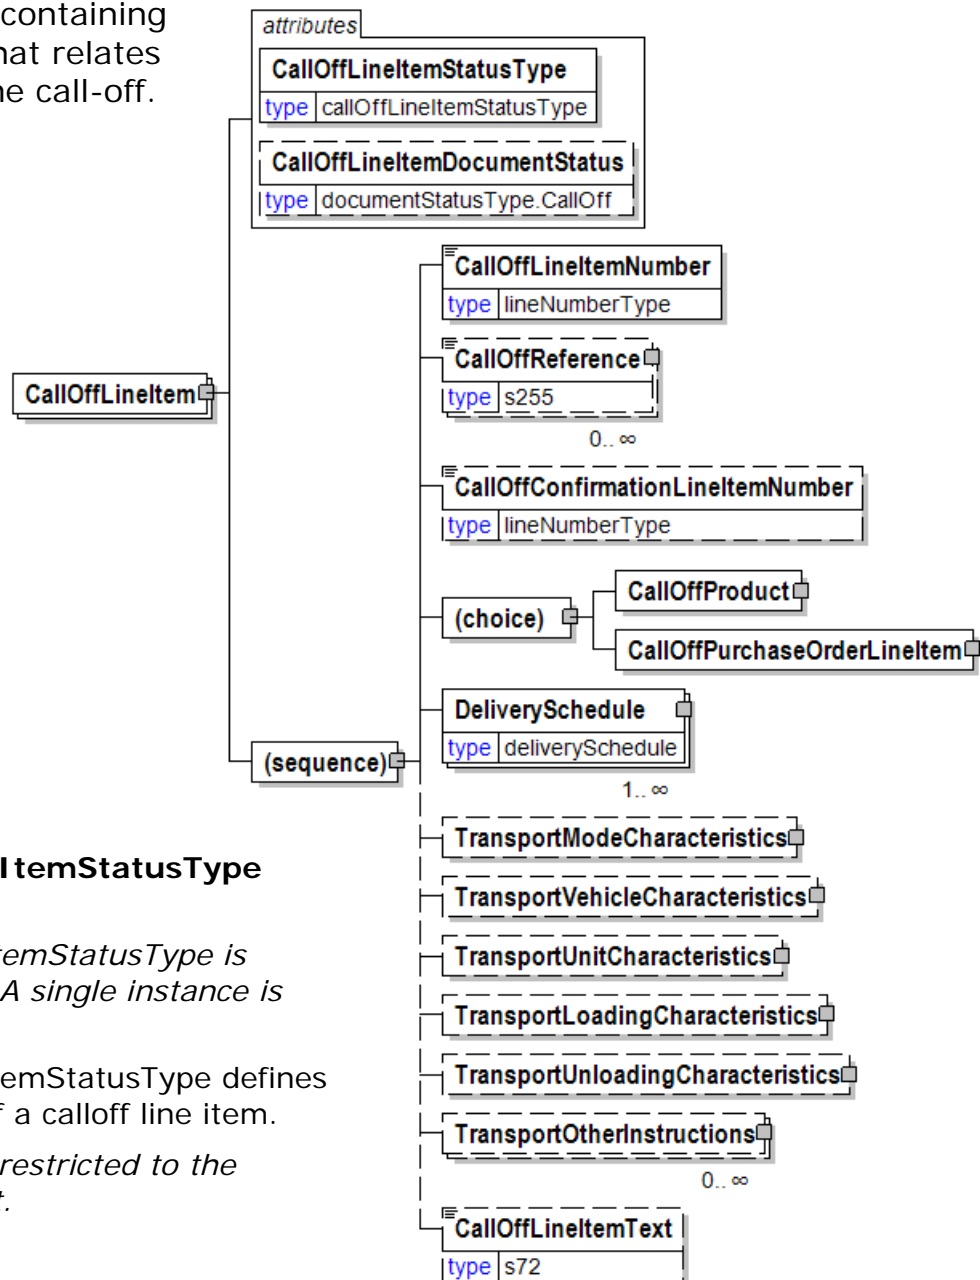 containing
hat relates
he call-off.
attributes
CallOffLineItemStatusType
type callOffLineItemStatusType
CallOffLineItemDocumentStatus
type documentStatusType.CallOff
CallOffLineItemNumber
type lineNumberType
CallOffReference
type s255
0.. ∞
CallOffLineItem
CallOffConfirmationLineItemNumber
type lineNumberType
(choice)
CallOffProduct
CallOffPurchaseOrderLineItem
DeliverySchedule
type deliverySchedule
1.. ∞
(sequence)
TransportModeCharacteristics
TransportVehicleCharacteristics
TransportUnitCharacteristics
TransportLoadingCharacteristics
TransportUnloadingCharacteristics
TransportOtherInstructions
0.. ∞
CallOffLineItemText
type s72
ItemStatusType
temStatusType is
A single instance is
temStatusType defines
f a calloff line item.
restricted to the
t.